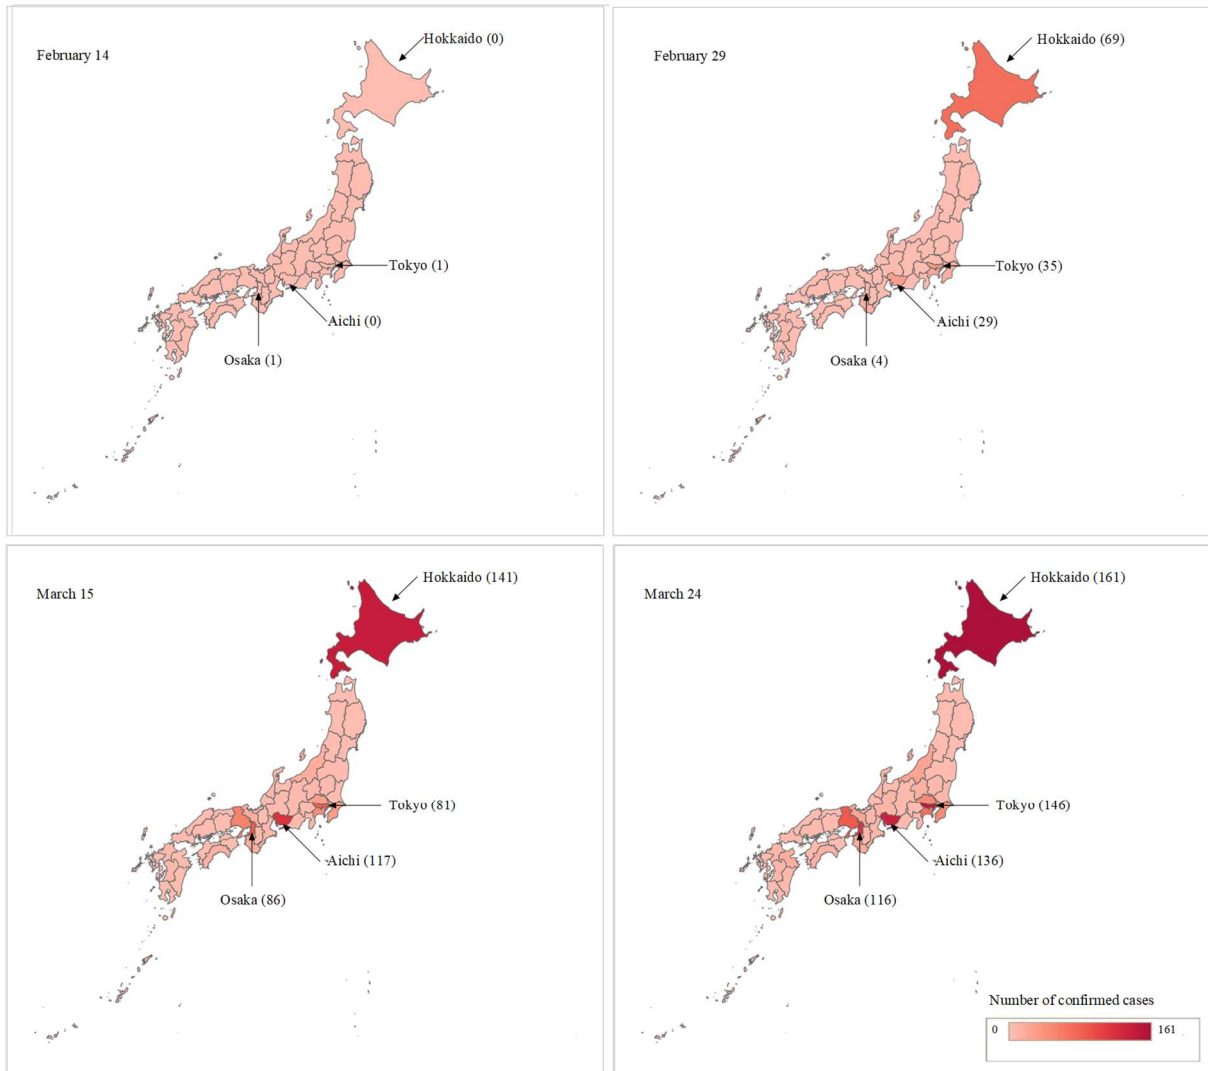 February 14
Hokkaido (0)
Tokyo (1)
Aichi (0)
Osaka (1)
February 29
Hokkaido (69)
Tokyo (35)
Aichi (29)
Osaka (4)
March 15
Hokkaido (141)
Tokyo (81)
Aichi (117)
Osaka (86)
March 24
Hokkaido (161)
Tokyo (146)
Aichi (136)
Osaka (116)
Number of confirmed cases
0 161